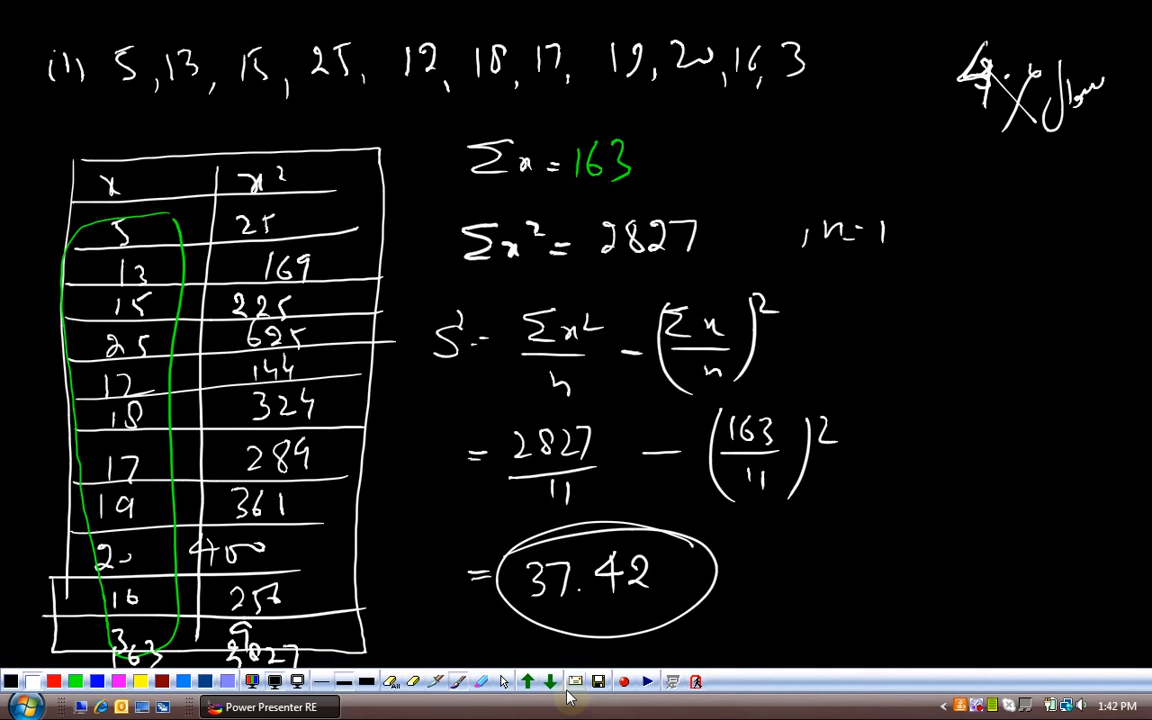 (i) 5, 13, 15, 25, 12, 18, 17, 19, 20, 16, 3
x x²
5 25
13 169
15 225
25 625
12 144
18 324
17 289
19 361
20 400
16 256
3 9
163 2827
Σx = 163
Σx² = 2827 , n = 1
S² = Σx²/n − (Σx/n)²
= 2827/11 − (163/11)²
= 37.42
Power Presenter RE
1:42 PM